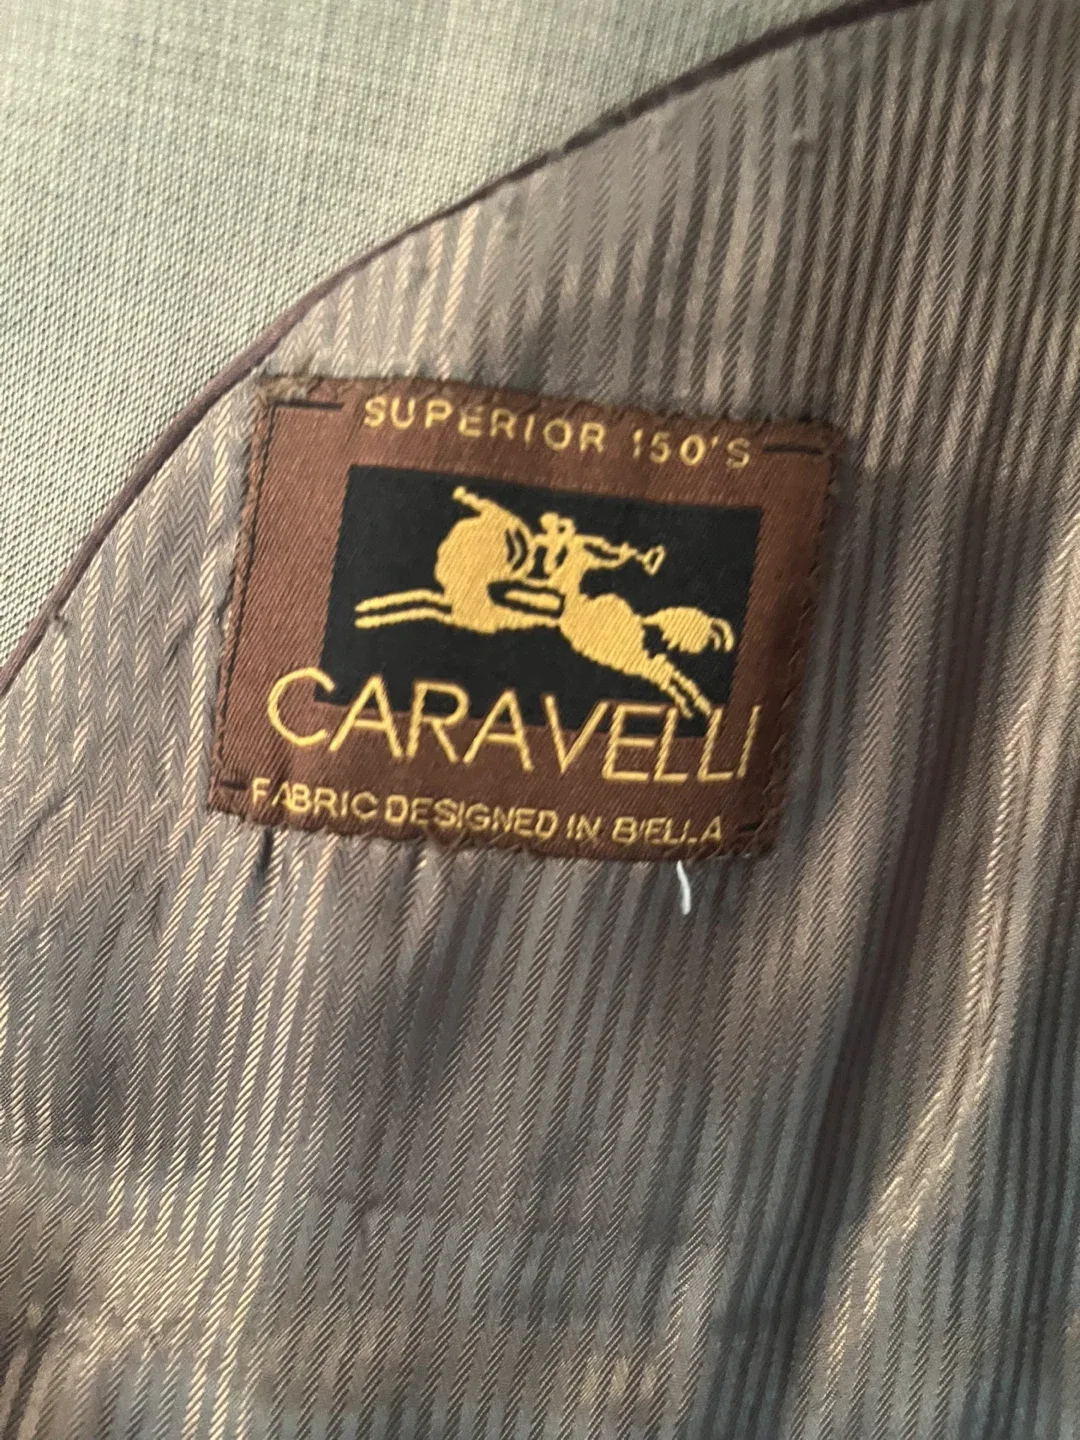 SUPERIOR 150'S
CARAVELLI
FABRIC DESIGNED IN BIELLA